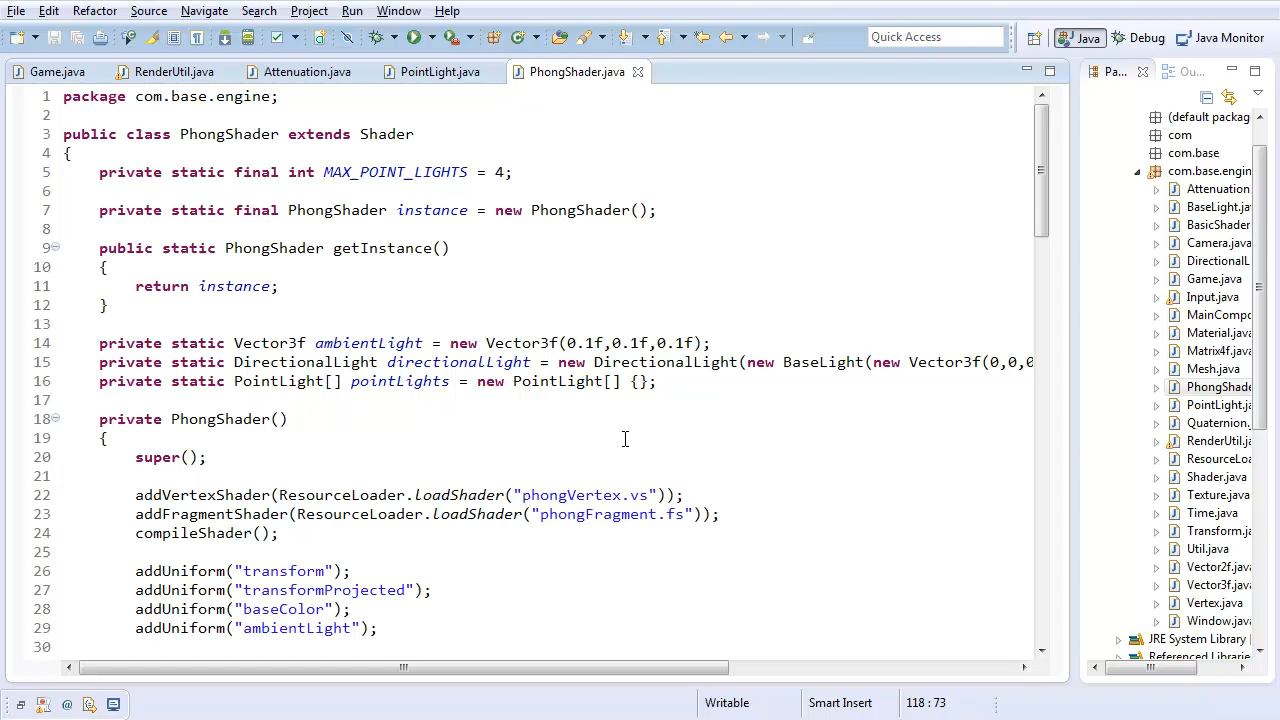 File Edit Source Navigate Search Project Run Window Help
Quick Access
Java Debug Java Monitor
Game.java RenderUtil.java Attenuation.java PointLight.java PhongShader.java
Pa... Ou...
1 package com.base.engine;
2
3 public class PhongShader extends Shader
4 {
5 private static final int MAX_POINT_LIGHTS = 4;
6
7 private static final PhongShader instance = new PhongShader();
8
9 public static PhongShader getInstance()
10 {
11 return instance;
12 }
13
14 private static Vector3f ambientLight = new Vector3f(0.1f,0.1f,0.1f);
15 private static DirectionalLight directionalLight = new DirectionalLight(new BaseLight(new Vector3f(0,0,0
16 private static PointLight[] pointLights = new PointLight[] {};
17
18 private PhongShader()
19 {
20 super();
21
22 addVertexShader(ResourceLoader.loadShader("phongVertex.vs"));
23 addFragmentShader(ResourceLoader.loadShader("phongFragment.fs"));
24 compileShader();
25
26 addUniform("transform");
27 addUniform("transformProjected");
28 addUniform("baseColor");
29 addUniform("ambientLight");
30
(default packag
com
com.base
com.base.engin
Attenuation
BaseLight.ja
BasicShader
Camera.java
DirectionalL
Game.java
Input.java
MainCompo
Material.java
Matrix4f.java
Mesh.java
PhongShade
PointLight.ja
Quaternion.
RenderUtil.ja
ResourceLoa
Shader.java
Texture.java
Time.java
Transform.ja
Util.java
Vector2f.java
Vector3f.java
Vertex.java
Window.java
JRE System Library
Referenced Libraries
Writable Smart Insert 118 : 73